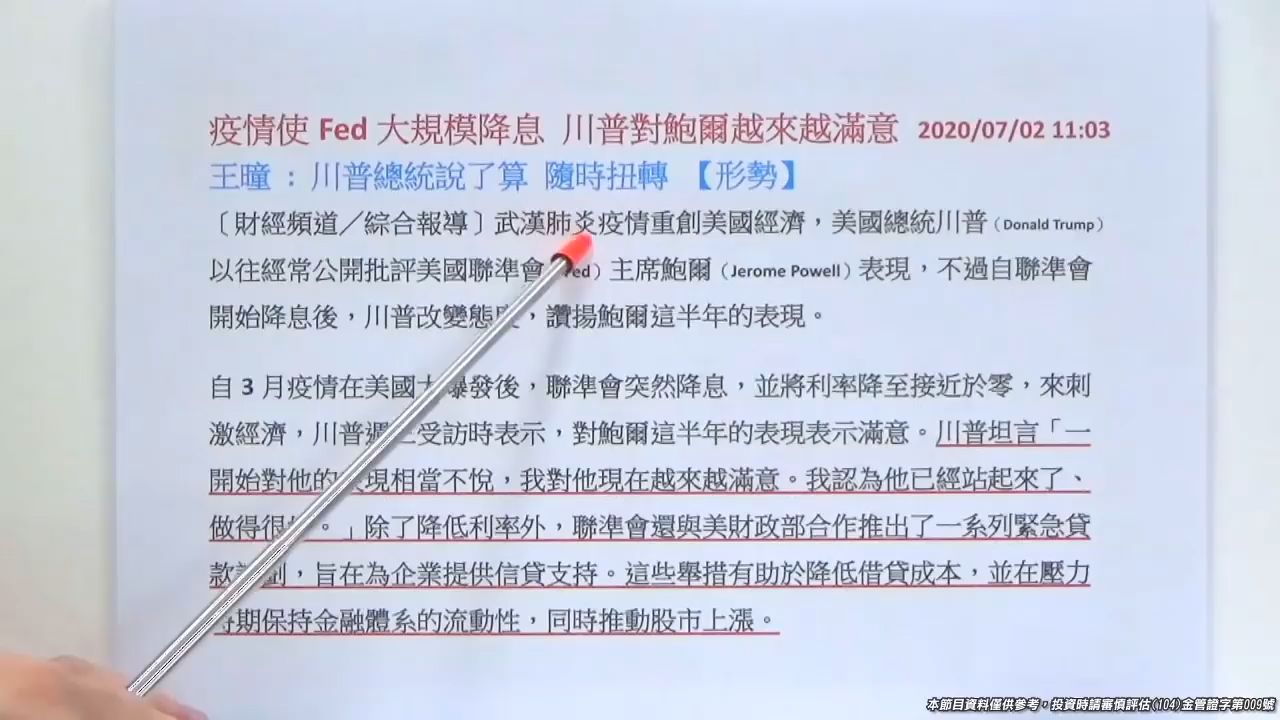 疫情使 Fed 大規模降息 川普對鮑爾越來越滿意 2020/07/02 11:03
王曈：川普總統說了算 隨時扭轉 【形勢】
〔財經頻道／綜合報導〕武漢肺炎疫情重創美國經濟，美國總統川普（Donald Trump）
以往經常公開批評美國聯準會（Fed）主席鮑爾（Jerome Powell）表現，不過自聯準會
開始降息後，川普改變態度，讚揚鮑爾這半年的表現。
自 3 月疫情在美國大爆發後，聯準會突然降息，並將利率降至接近於零，來刺
激經濟，川普週受訪時表示，對鮑爾這半年的表現表示滿意。川普坦言「一
開始對他的表現相當不悅，我對他現在越來越滿意。我認為他已經站起來了、
做得很。」除了降低利率外，聯準會還與美財政部合作推出了一系列緊急貸
款計劃，旨在為企業提供信貸支持。這些舉措有助於降低借貸成本，並在壓力
時期保持金融體系的流動性，同時推動股市上漲。
本節目資料僅供參考，投資時請審慎評估(104)金管證字第009號